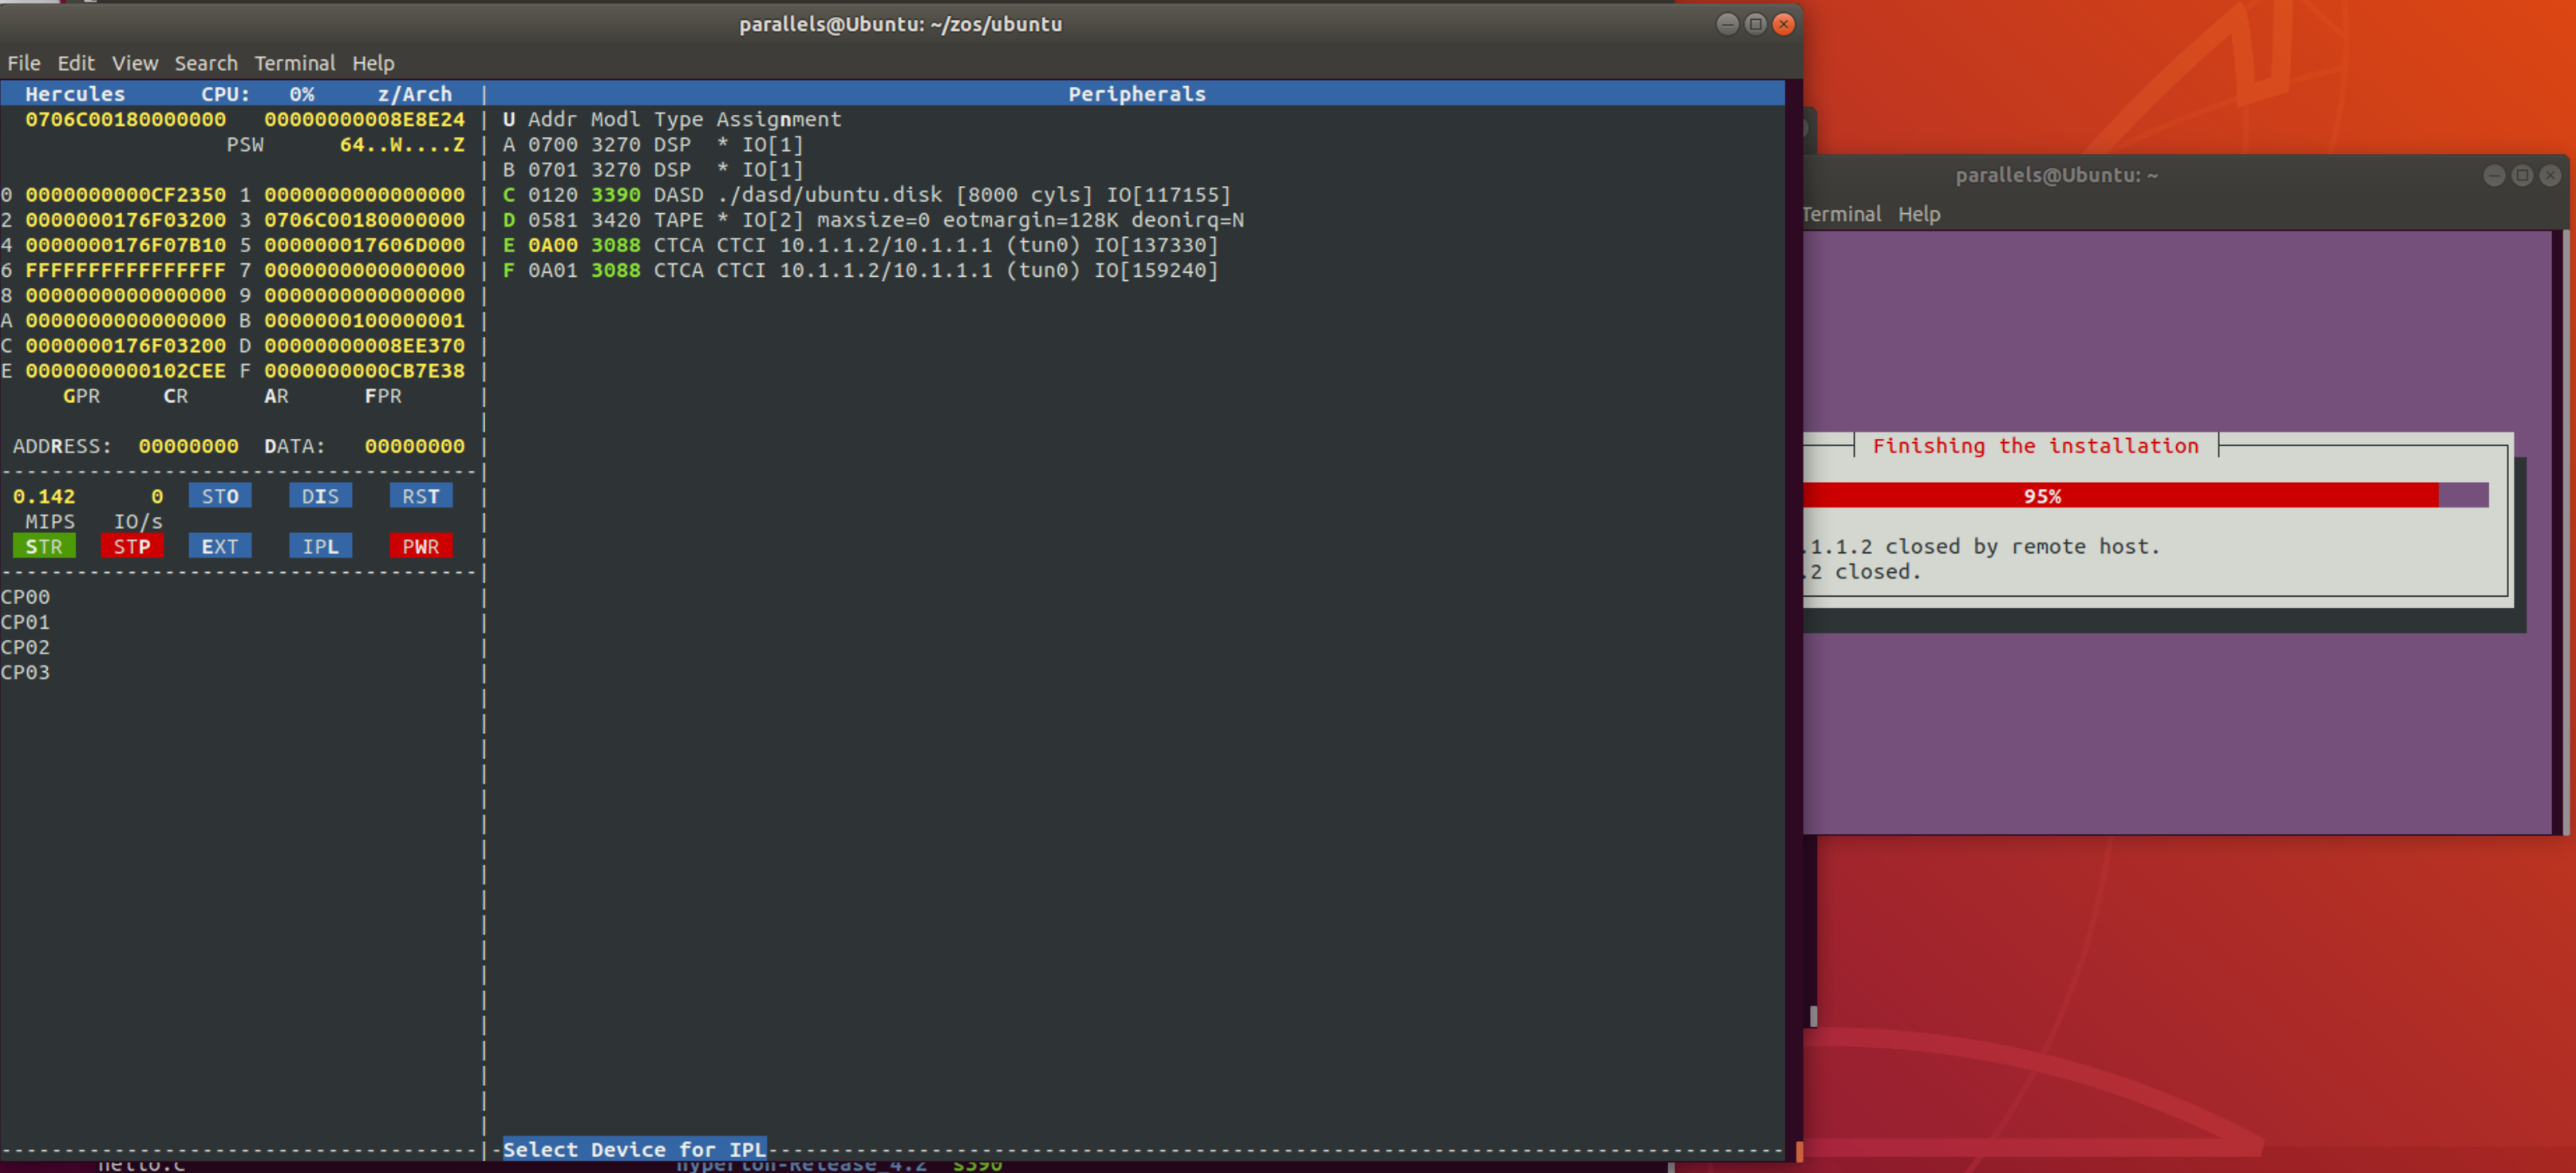 parallels@Ubuntu: ~/zos/ubuntu
File Edit View Search Terminal Help
Hercules CPU: 0% z/Arch | Peripherals
0706C00180000000 00000000008E8E24 | U Addr Modl Type Assignment
PSW 64..W....Z | A 0700 3270 DSP * IO[1]
| B 0701 3270 DSP * IO[1]
0 0000000000CF2350 1 0000000000000000 | C 0120 3390 DASD ./dasd/ubuntu.disk [8000 cyls] IO[117155]
2 0000000176F03200 3 0706C00180000000 | D 0581 3420 TAPE * IO[2] maxsize=0 eotmargin=128K deonirq=N
4 0000000176F07B10 5 000000017606D000 | E 0A00 3088 CTCA CTCI 10.1.1.2/10.1.1.1 (tun0) IO[137330]
6 FFFFFFFFFFFFFFFF 7 0000000000000000 | F 0A01 3088 CTCA CTCI 10.1.1.2/10.1.1.1 (tun0) IO[159240]
8 0000000000000000 9 0000000000000000 |
A 0000000000000000 B 0000000100000001 |
C 0000000176F03200 D 00000000008EE370 |
E 0000000000102CEE F 0000000000CB7E38 |
GPR CR AR FPR |
ADDRESS: 00000000 DATA: 00000000 |
0.142 0 STO DIS RST |
MIPS IO/s |
STR STP EXT IPL PWR |
CP00
CP01
CP02
CP03
Select Device for IPL
hello.c hyperion-Release_4.2 s390
parallels@Ubuntu: ~
Terminal Help
Finishing the installation
95%
.1.1.2 closed by remote host.
.2 closed.